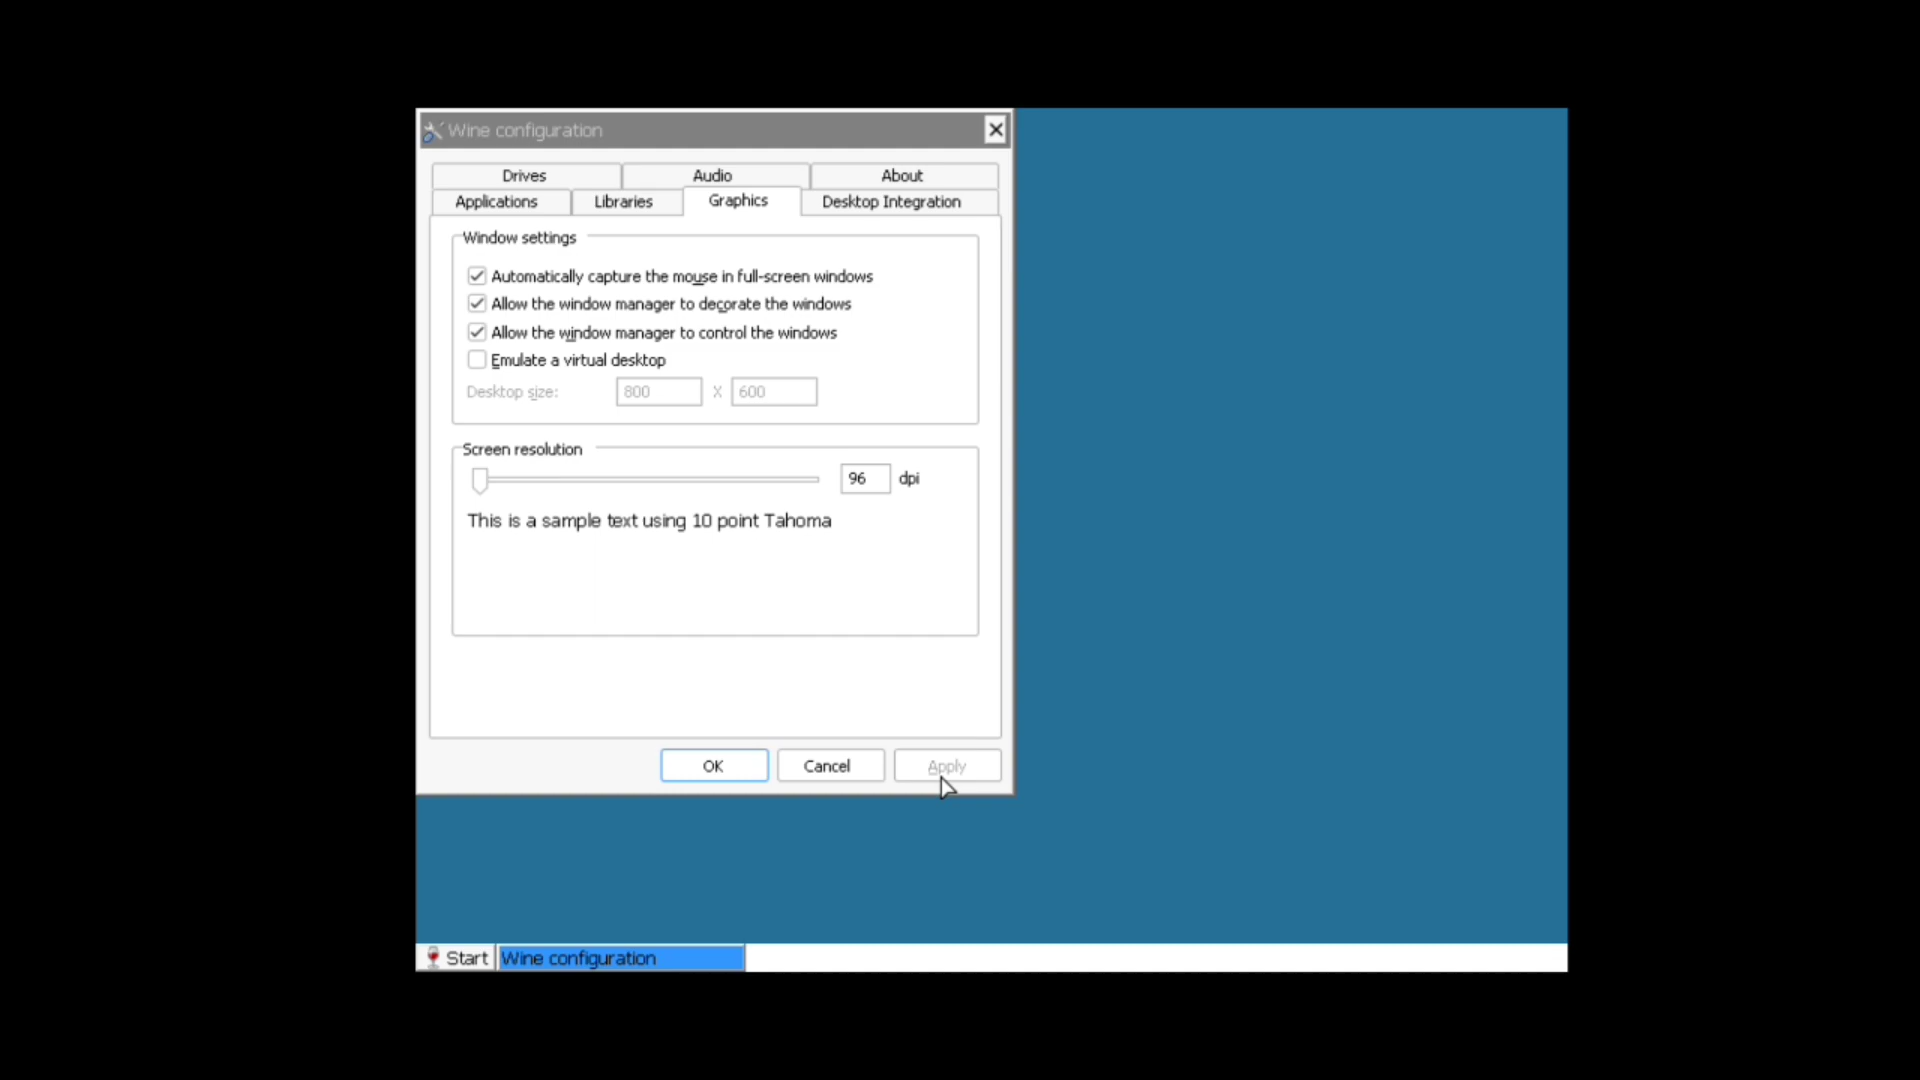 Wine configuration
Drives Audio About
Applications Libraries Graphics Desktop Integration
Window settings
Automatically capture the mouse in full-screen windows
Allow the window manager to decorate the windows
Allow the window manager to control the windows
Emulate a virtual desktop
Desktop size: 800 X 600
Screen resolution
96 dpi
This is a sample text using 10 point Tahoma
OK Cancel Apply
Start Wine configuration